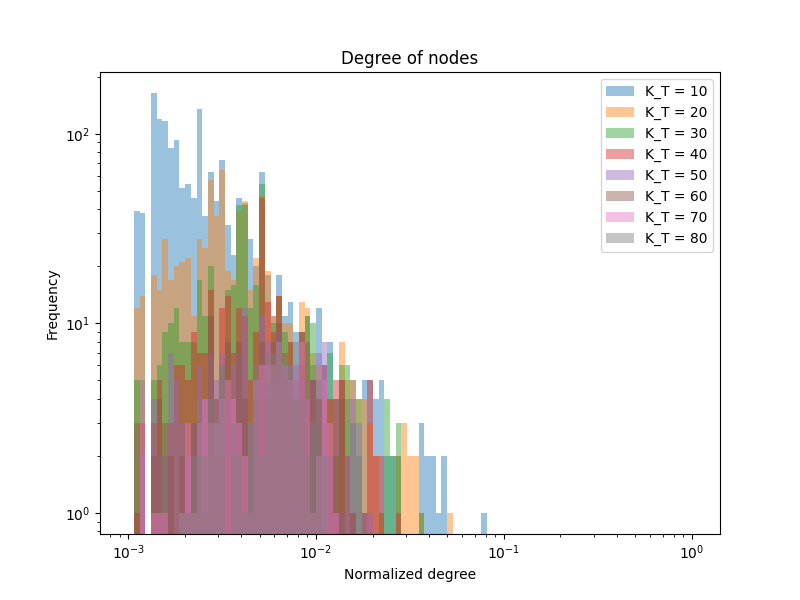 Degree of nodes
K_T = 10
K_T = 20
K_T = 30
K_T = 40
K_T = 50
K_T = 60
K_T = 70
K_T = 80
Frequency
10²
10¹
10⁰
10⁻³ 10⁻² 10⁻¹ 10⁰
Normalized degree